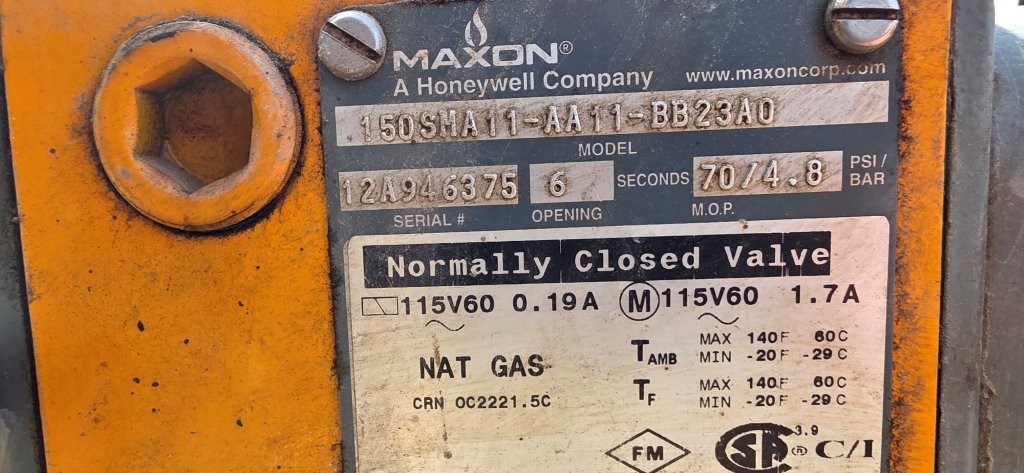 MAXON®
A Honeywell Company www.maxoncorp.com
150SMA11-AA11-BB23A0
MODEL
12A946375 6 SECONDS 70/4.8 PSI/BAR
SERIAL # OPENING M.O.P.
Normally Closed Valve
115V60 0.19A M 115V60 1.7A
NAT GAS
TAMB MAX 140F 60C
MIN -20F -29C
CRN OC2221.5C
TF MAX 140F 60C
MIN -20F -29C
FM SA ® 3.9 C/I